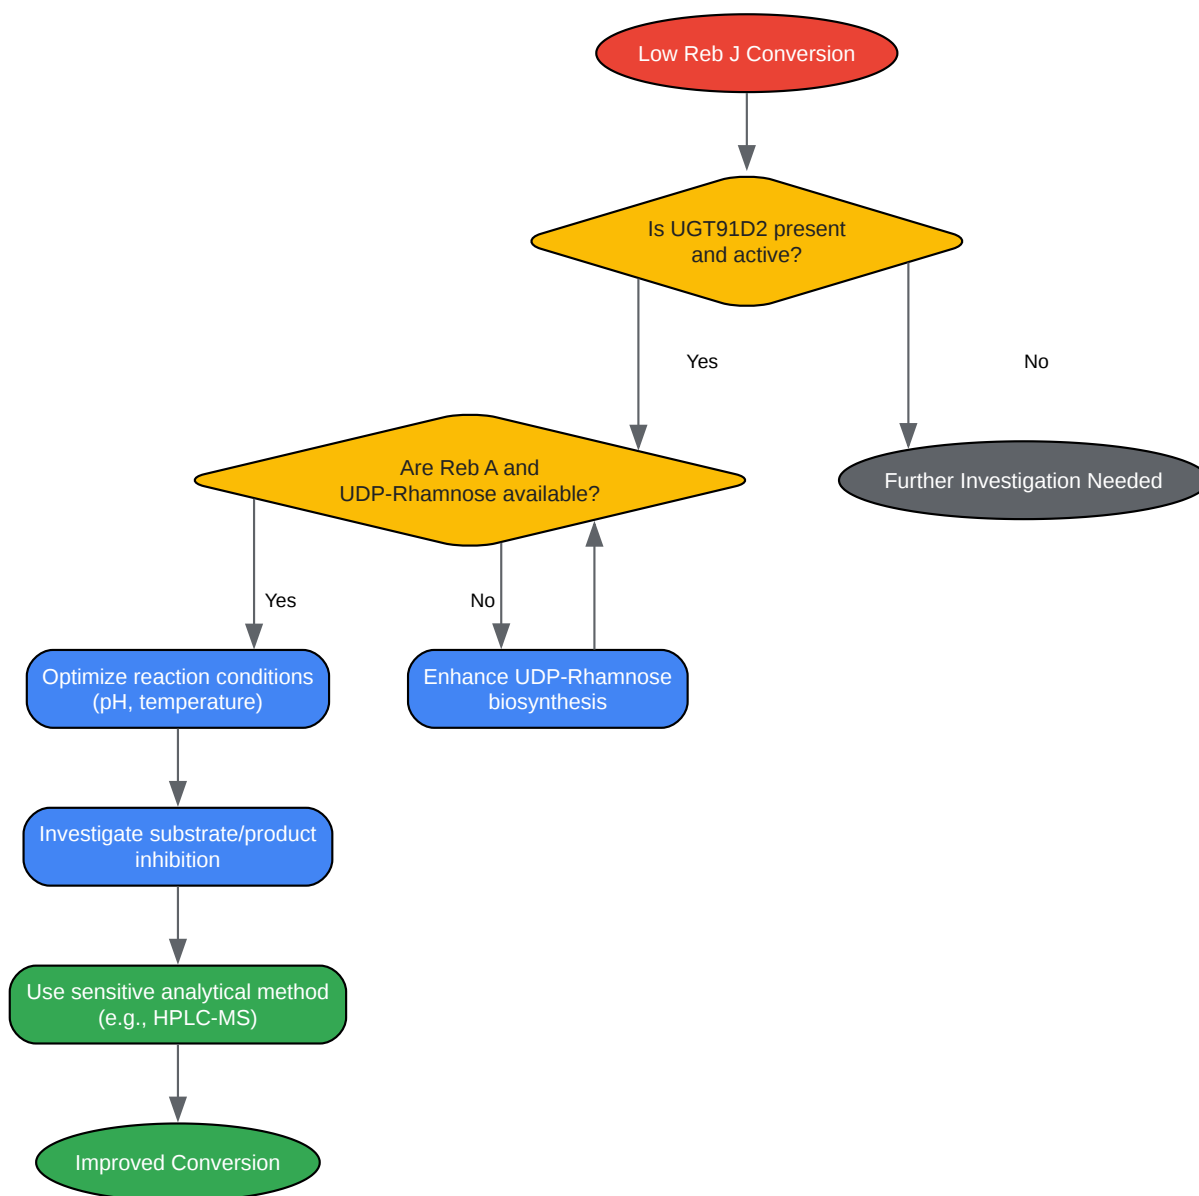 Low Reb J Conversion
Is UGT91D2 present
and active?
Yes
No
Are Reb A and
UDP-Rhamnose available?
Further Investigation Needed
Yes
No
Optimize reaction conditions
(pH, temperature)
Enhance UDP-Rhamnose
biosynthesis
Investigate substrate/product
inhibition
Use sensitive analytical method
(e.g., HPLC-MS)
Improved Conversion